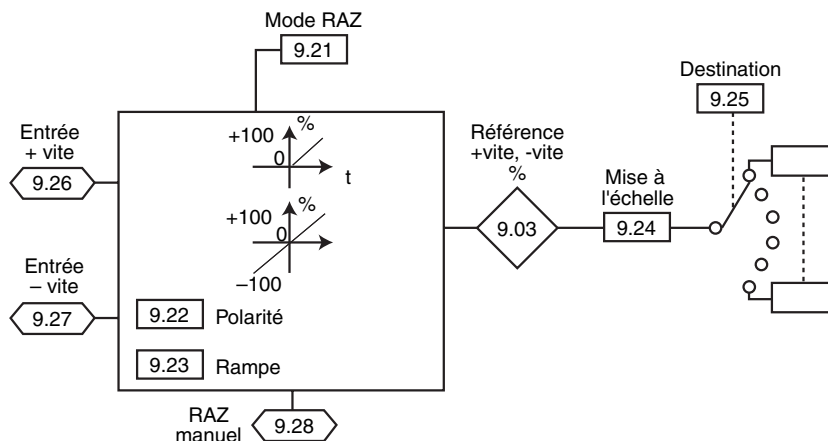 Mode RAZ
9.21
Destination
9.25
Entrée
+ vite
9.26
+100
%
0
t
Référence
+vite, -vite
%
9.03
Mise à
l'échelle
9.24
+100
%
0
–100
Entrée
– vite
9.27
9.22 Polarité
9.23 Rampe
RAZ
manuel
9.28